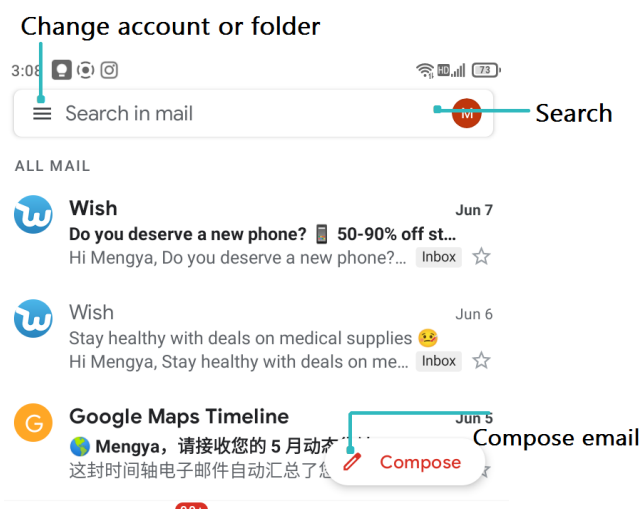 Change account or folder
3:08
HD
73
Search in mail
M
Search
ALL MAIL
Wish
Jun 7
Do you deserve a new phone? 📱 50-90% off st…
Hi Mengya, Do you deserve a new phone?…
Inbox
Wish
Jun 6
Stay healthy with deals on medical supplies 🤒
Hi Mengya, Stay healthy with deals on me…
Inbox
G
Google Maps Timeline
Jun 5
🌎 Mengya，请接收您的 5 月动态
Compose email
这封时间轴电子邮件自动汇总了您
Compose